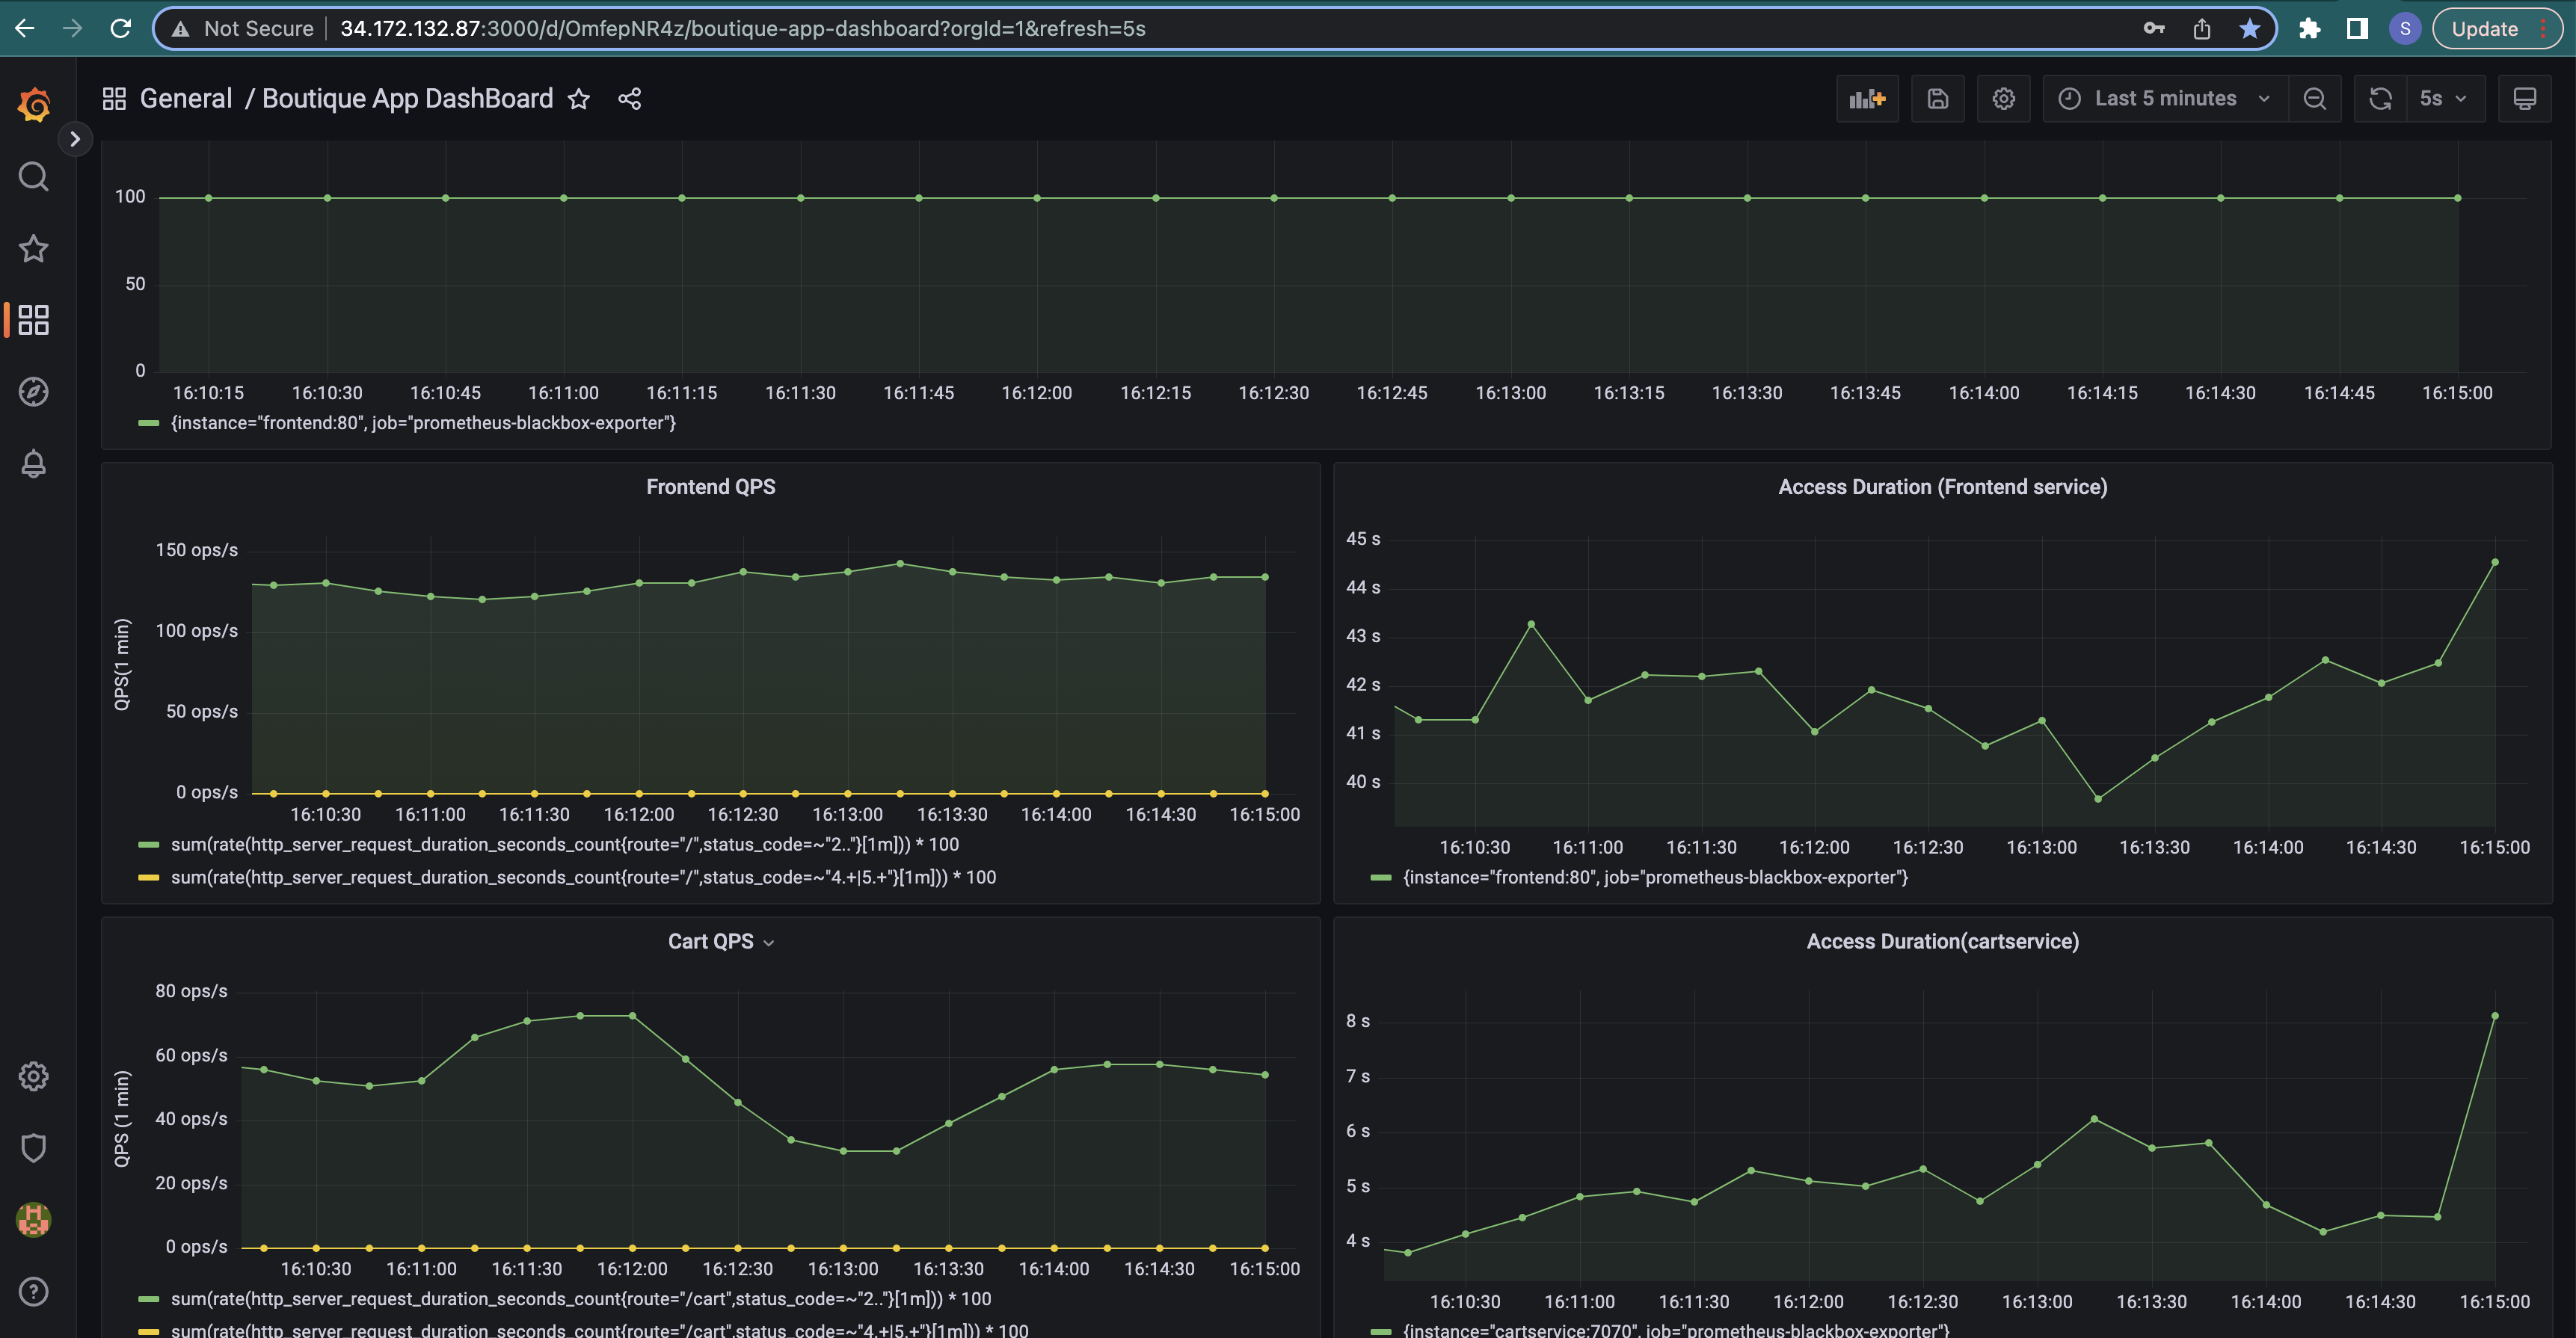 Not Secure
34.172.132.87:3000/d/OmfepNR4z/boutique-app-dashboard?orgId=1&refresh=5s
S
Update
General / Boutique App DashBoard
Last 5 minutes
5s
100
50
0
16:10:15 16:10:30 16:10:45 16:11:00 16:11:15 16:11:30 16:11:45 16:12:00 16:12:15 16:12:30 16:12:45 16:13:00 16:13:15 16:13:30 16:13:45 16:14:00 16:14:15 16:14:30 16:14:45 16:15:00
{instance="frontend:80", job="prometheus-blackbox-exporter"}
Frontend QPS
QPS(1 min)
150 ops/s
100 ops/s
50 ops/s
0 ops/s
16:10:30 16:11:00 16:11:30 16:12:00 16:12:30 16:13:00 16:13:30 16:14:00 16:14:30 16:15:00
sum(rate(http_server_request_duration_seconds_count{route="/",status_code=~"2.."}[1m])) * 100
sum(rate(http_server_request_duration_seconds_count{route="/",status_code=~"4.+|5.+"}[1m])) * 100
Access Duration (Frontend service)
45 s
44 s
43 s
42 s
41 s
40 s
16:10:30 16:11:00 16:11:30 16:12:00 16:12:30 16:13:00 16:13:30 16:14:00 16:14:30 16:15:00
{instance="frontend:80", job="prometheus-blackbox-exporter"}
Cart QPS
QPS (1 min)
80 ops/s
60 ops/s
40 ops/s
20 ops/s
0 ops/s
16:10:30 16:11:00 16:11:30 16:12:00 16:12:30 16:13:00 16:13:30 16:14:00 16:14:30 16:15:00
sum(rate(http_server_request_duration_seconds_count{route="/cart",status_code=~"2.."}[1m])) * 100
sum(rate(http_server_request_duration_seconds_count{route="/cart",status_code=~"4.+|5.+"}[1m])) * 100
Access Duration(cartservice)
8 s
7 s
6 s
5 s
4 s
16:10:30 16:11:00 16:11:30 16:12:00 16:12:30 16:13:00 16:13:30 16:14:00 16:14:30 16:15:00
{instance="cartservice:7070", job="prometheus-blackbox-exporter"}